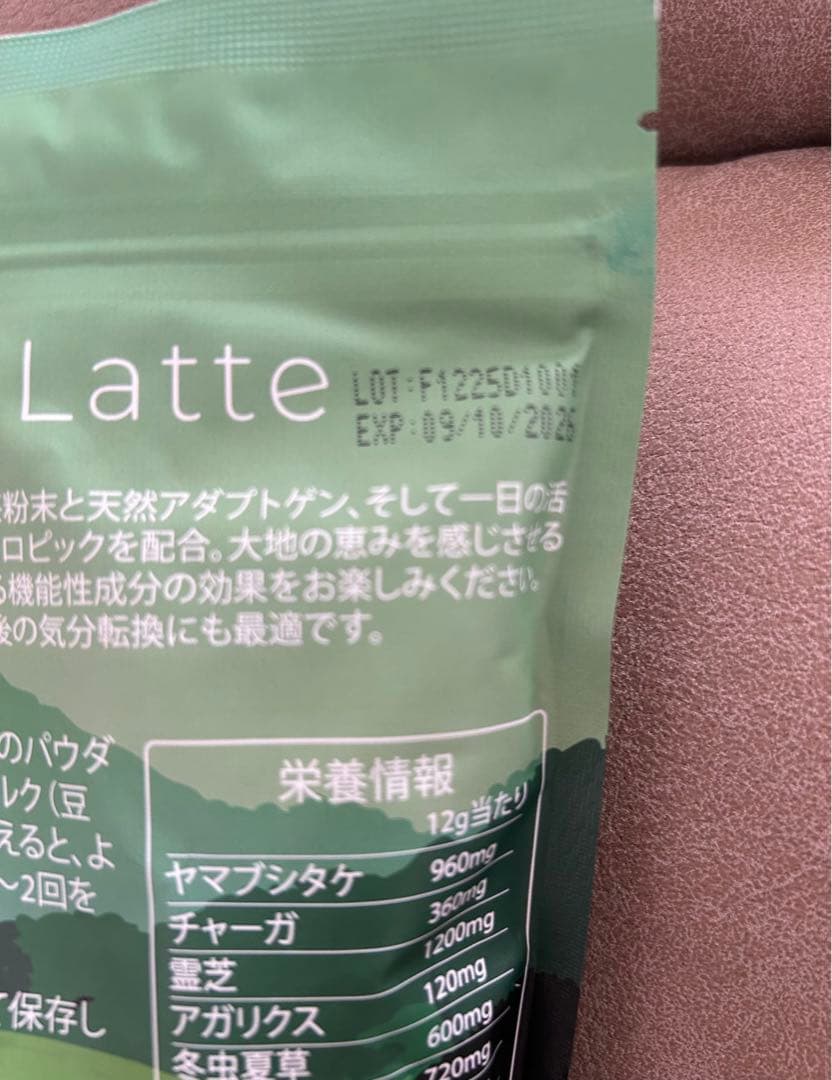 Latte
LOT:F1225D1001
EXP:09/10/2026
粉末と天然アダプトゲン、そして一日の活
ロピックを配合。大地の恵みを感じさせる
る機能性成分の効果をお楽しみください。
後の気分転換にも最適です。
のパウダ
ルク(豆
えると、よ
〜2回を
て保存し
栄養情報
12g当たり
ヤマブシタケ 960mg
チャーガ 360mg
霊芝 1200mg
アガリクス 120mg
冬虫夏草 600mg
720mg